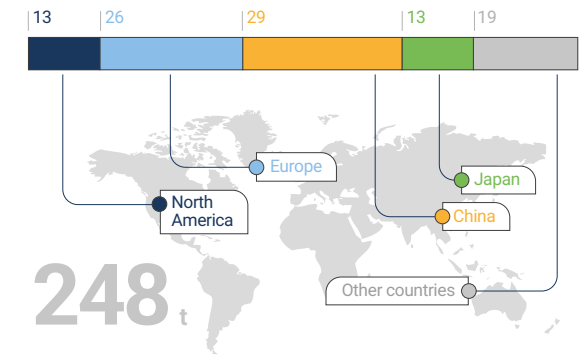 13 26 29 13 19
Europe
Japan
North
America
China
Other countries
248 t